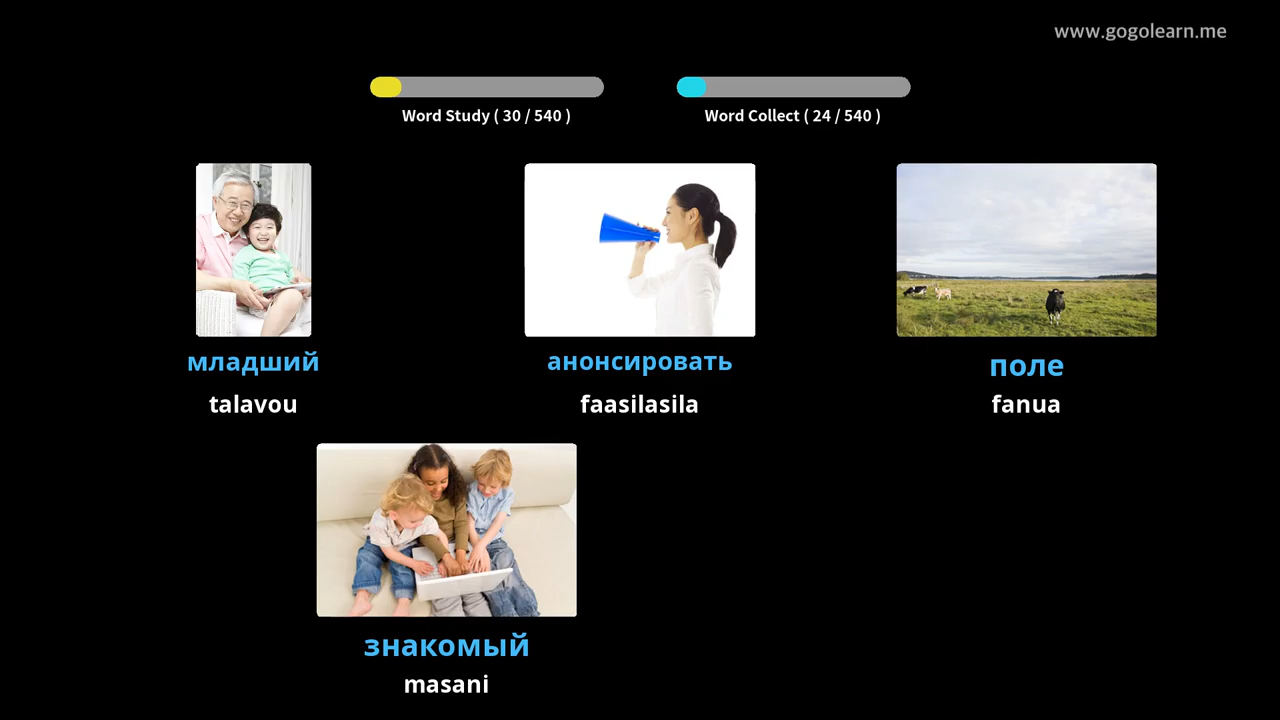 www.gogolearn.me
Word Study ( 30 / 540 )
Word Collect ( 24 / 540 )
младший
talavou
анонсировать
faasilasila
поле
fanua
знакомый
masani